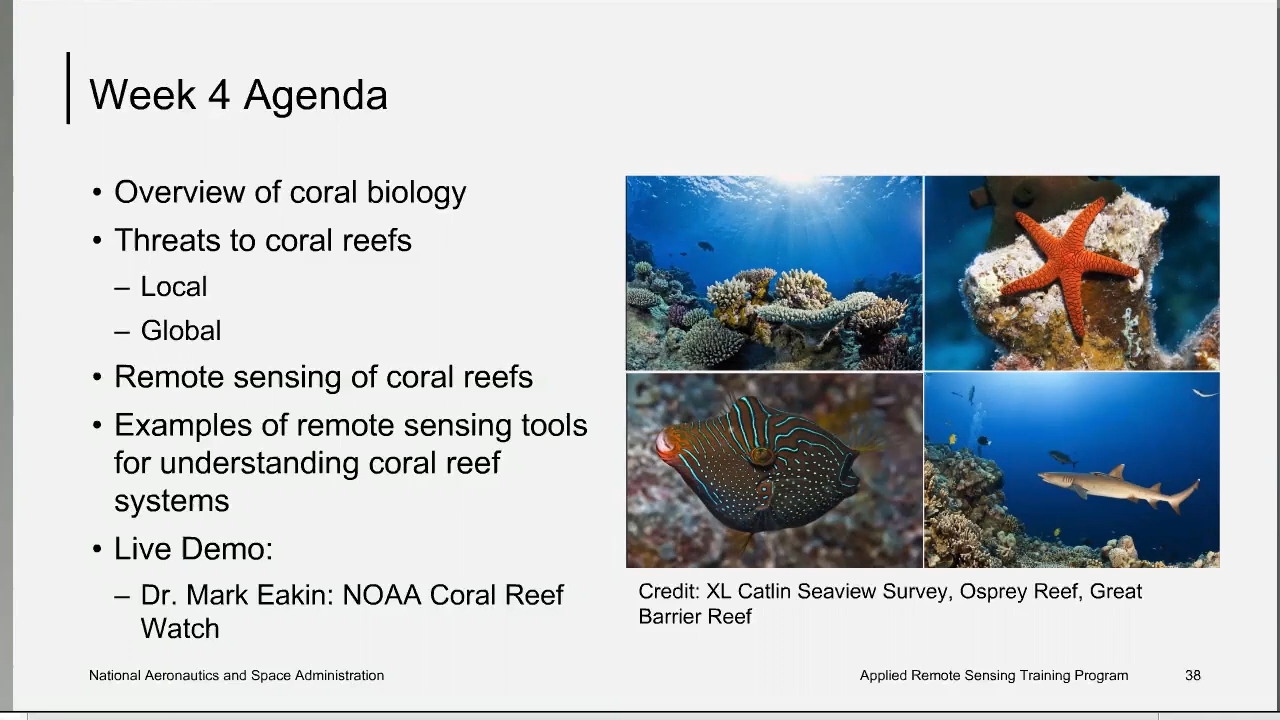 Week 4 Agenda
• Overview of coral biology
• Threats to coral reefs
– Local
– Global
• Remote sensing of coral reefs
• Examples of remote sensing tools
for understanding coral reef
systems
• Live Demo:
– Dr. Mark Eakin: NOAA Coral Reef
Watch
Credit: XL Catlin Seaview Survey, Osprey Reef, Great
Barrier Reef
National Aeronautics and Space Administration
Applied Remote Sensing Training Program
38